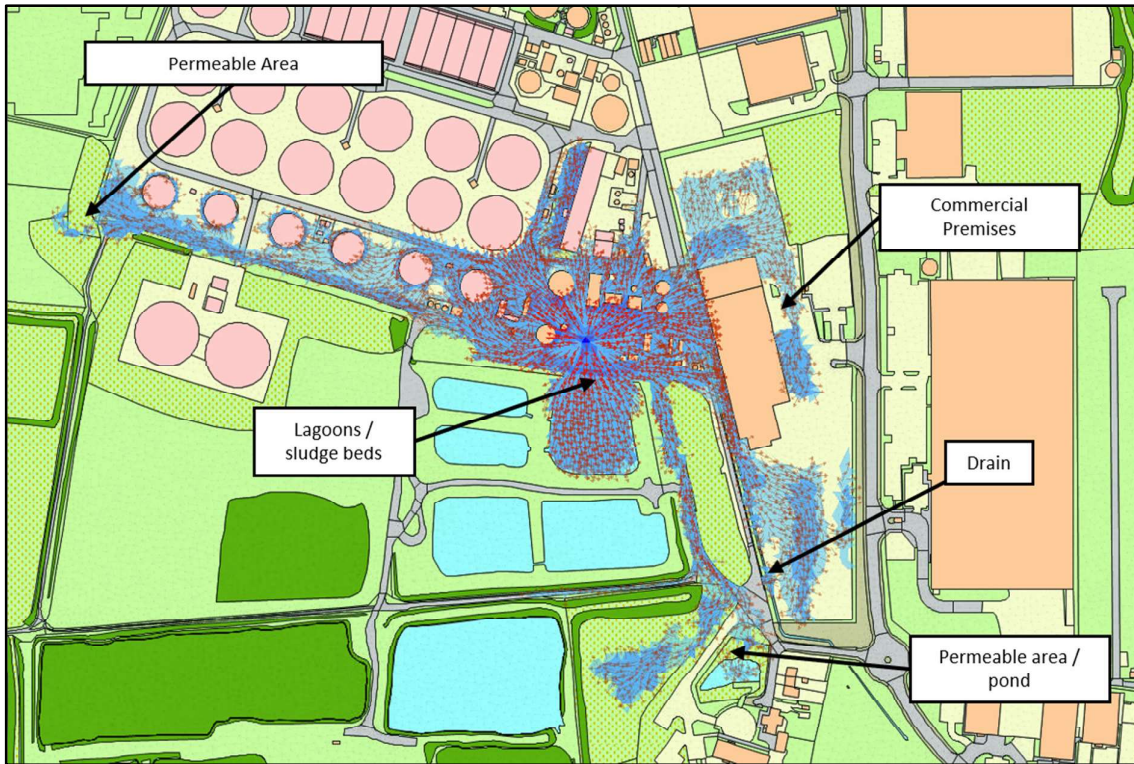 Permeable Area
Commercial
Premises
Lagoons /
sludge beds
Drain
Permeable area /
pond